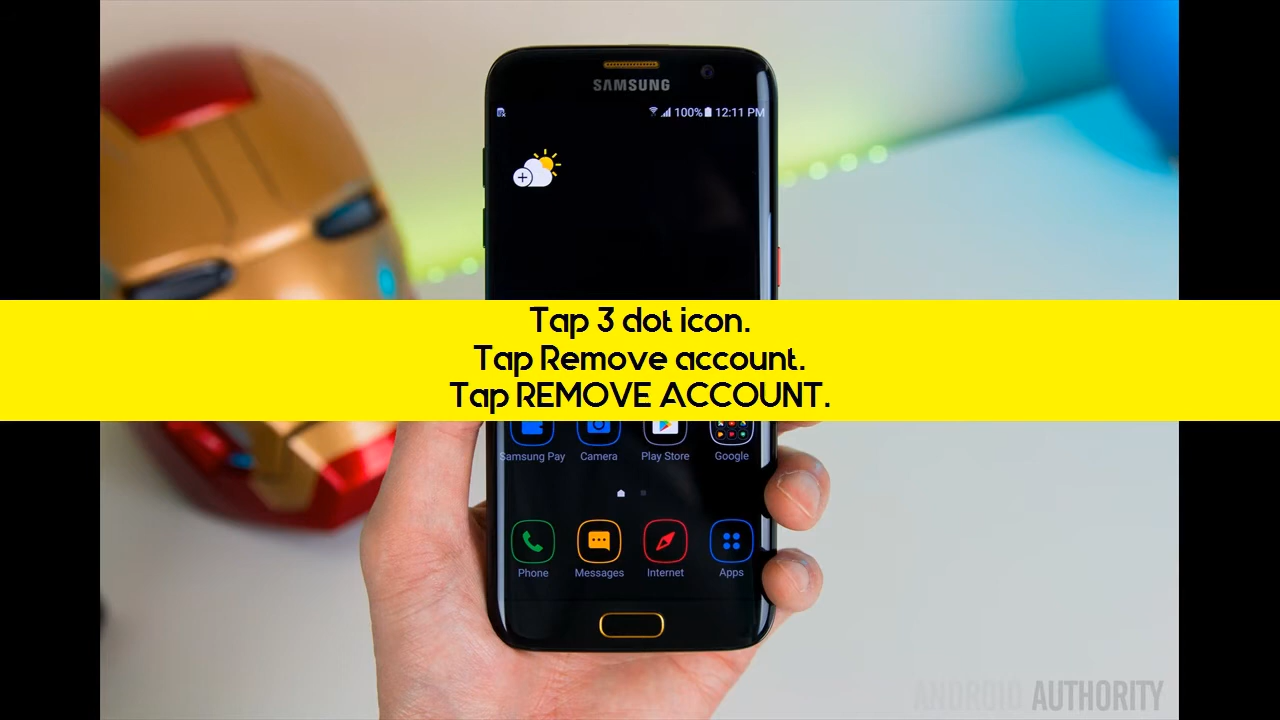 SAMSUNG
100% 12:11 PM
Tap 3 dot icon.
Tap Remove account.
Tap REMOVE ACCOUNT.
Samsung Pay Camera Play Store Google
Phone Messages Internet Apps
ANDROID AUTHORITY